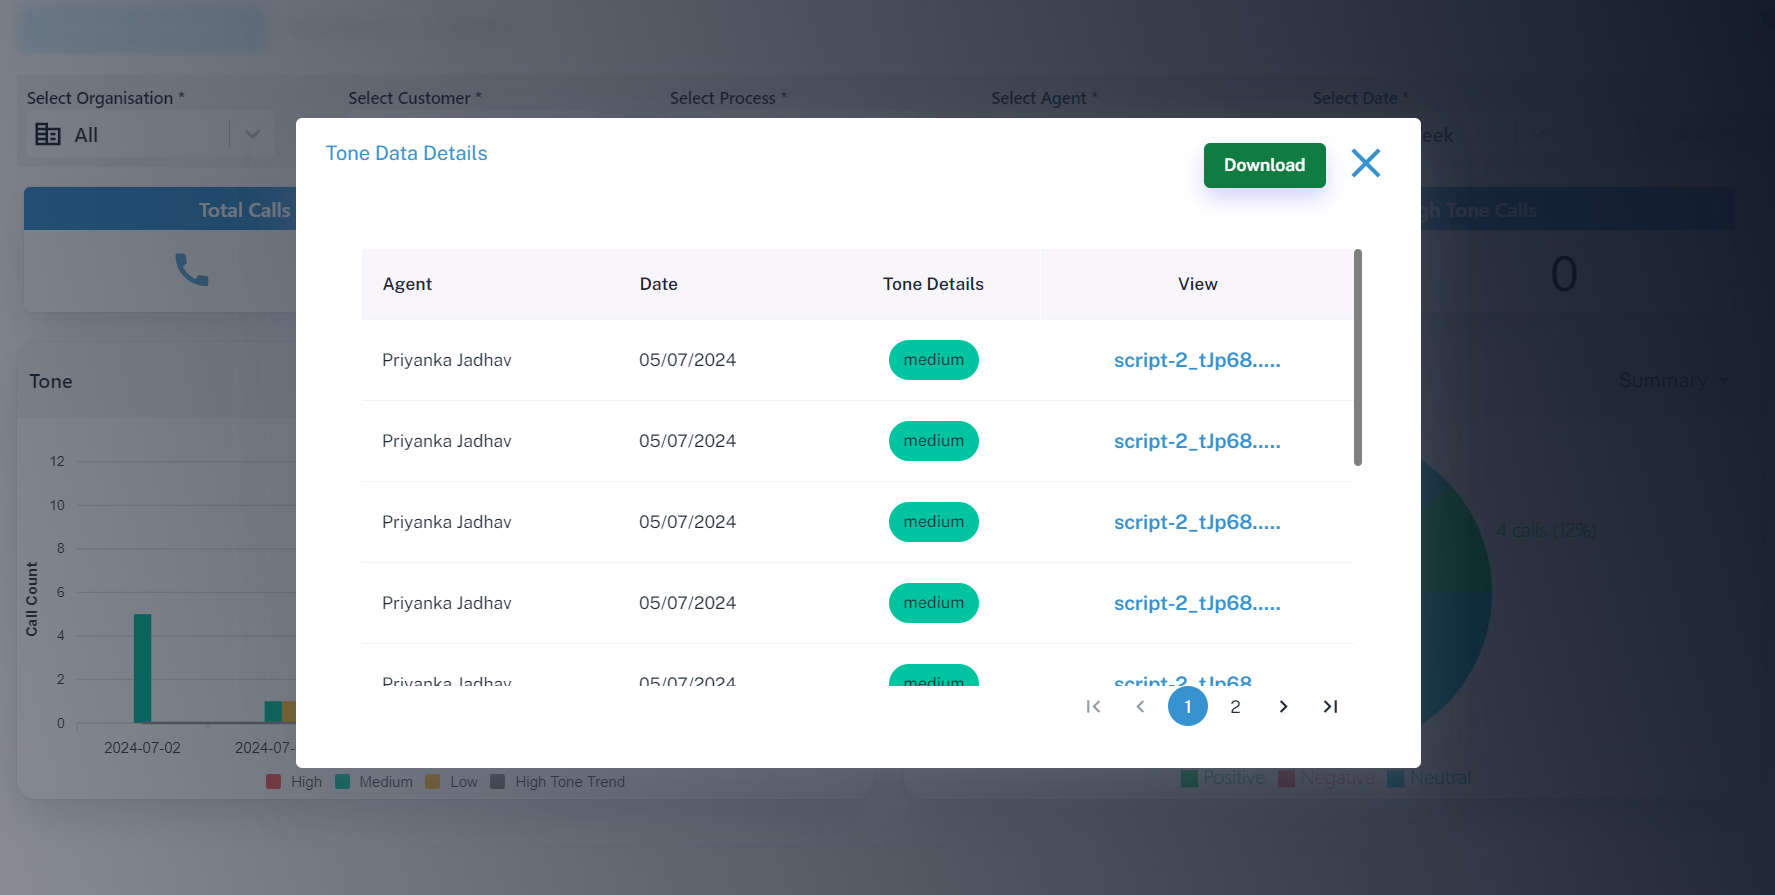 Select Organisation * Select Customer * Select Process * Select Agent * Select Date *
All eek
Tone Data Details
Download
Total Calls gh Tone Calls
0
Agent Date Tone Details View
Priyanka Jadhav 05/07/2024 medium script-2_tJp68.....
Tone Summary
Priyanka Jadhav 05/07/2024 medium script-2_tJp68.....
12
10
Priyanka Jadhav 05/07/2024 medium script-2_tJp68.....
4 calls (12%)
8
6
Priyanka Jadhav 05/07/2024 medium script-2_tJp68.....
Call Count
4
2
Priyanka Jadhav 05/07/2024 medium script-2_tJp68
1 2
0
2024-07-02 2024-07-
High Medium Low High Tone Trend
Positive Negative Neutral